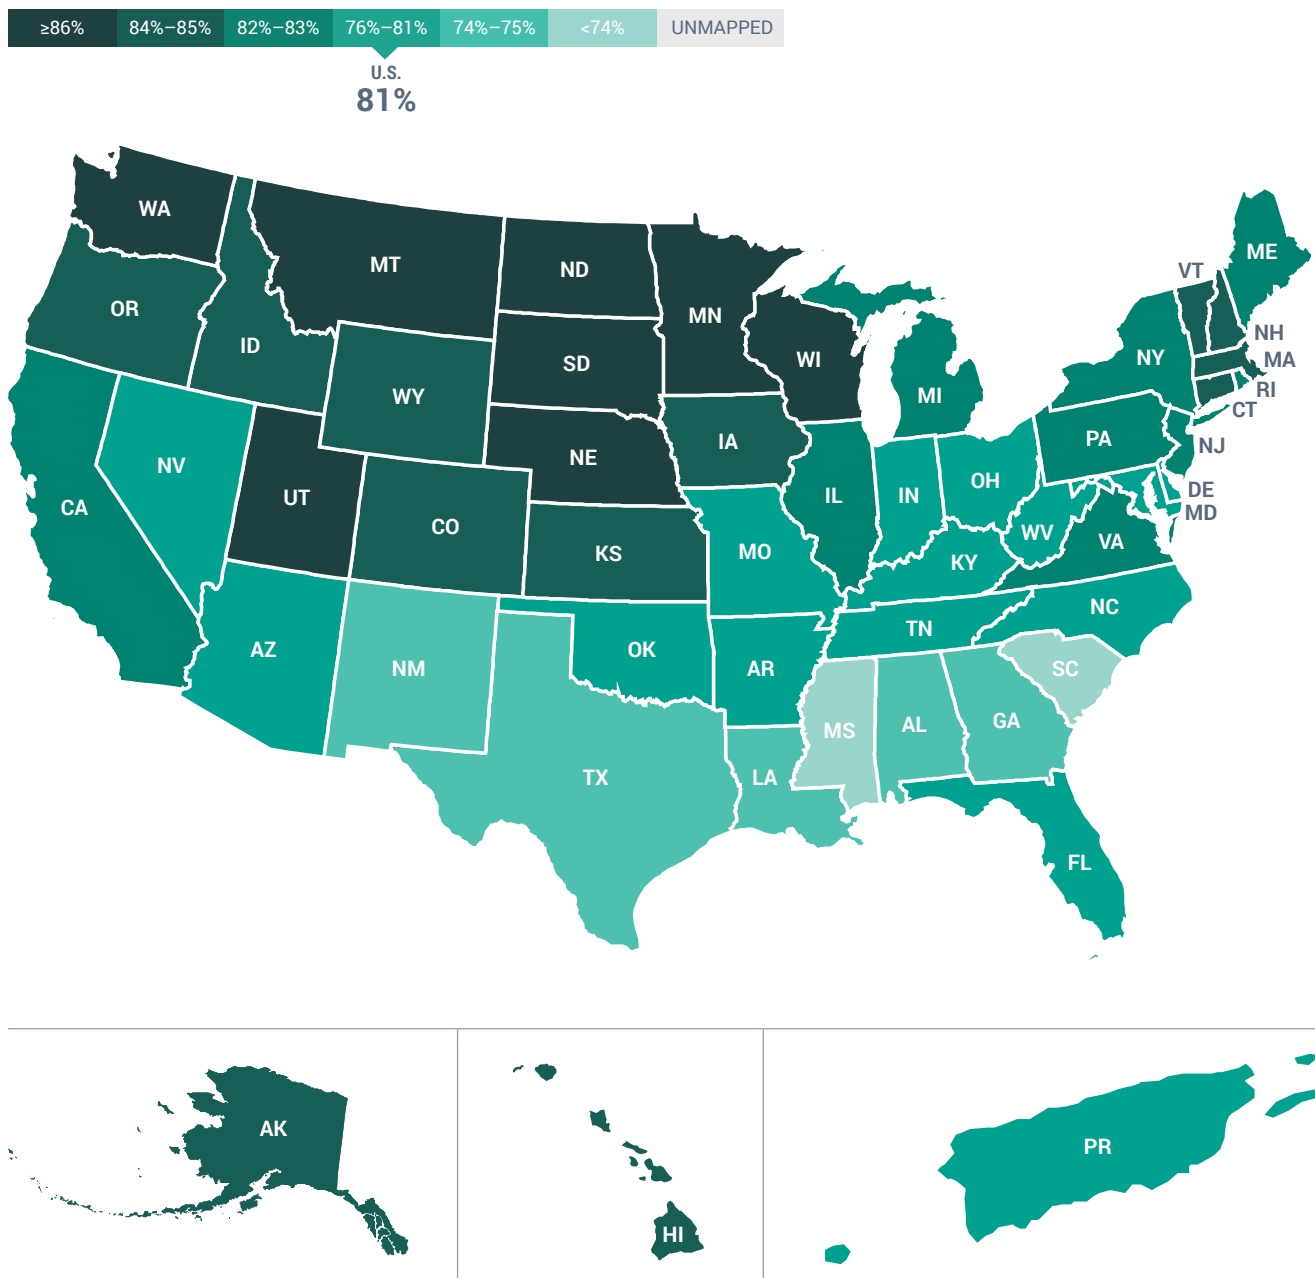 ≥86% 84%–85% 82%–83% 76%–81% 74%–75% <74% UNMAPPED
U.S.
81%
WA
MT
ND
MN
ME
VT
OR
ID
SD
WI
NH
NY
MA
WY
MI
RI
CT
IA
PA
NJ
NE
NV
UT
CA
CO
IL
IN
OH
DE
MD
KS
MO
WV
VA
KY
NC
TN
AZ
NM
OK
AR
SC
MS
AL
GA
TX
LA
FL
AK
HI
PR